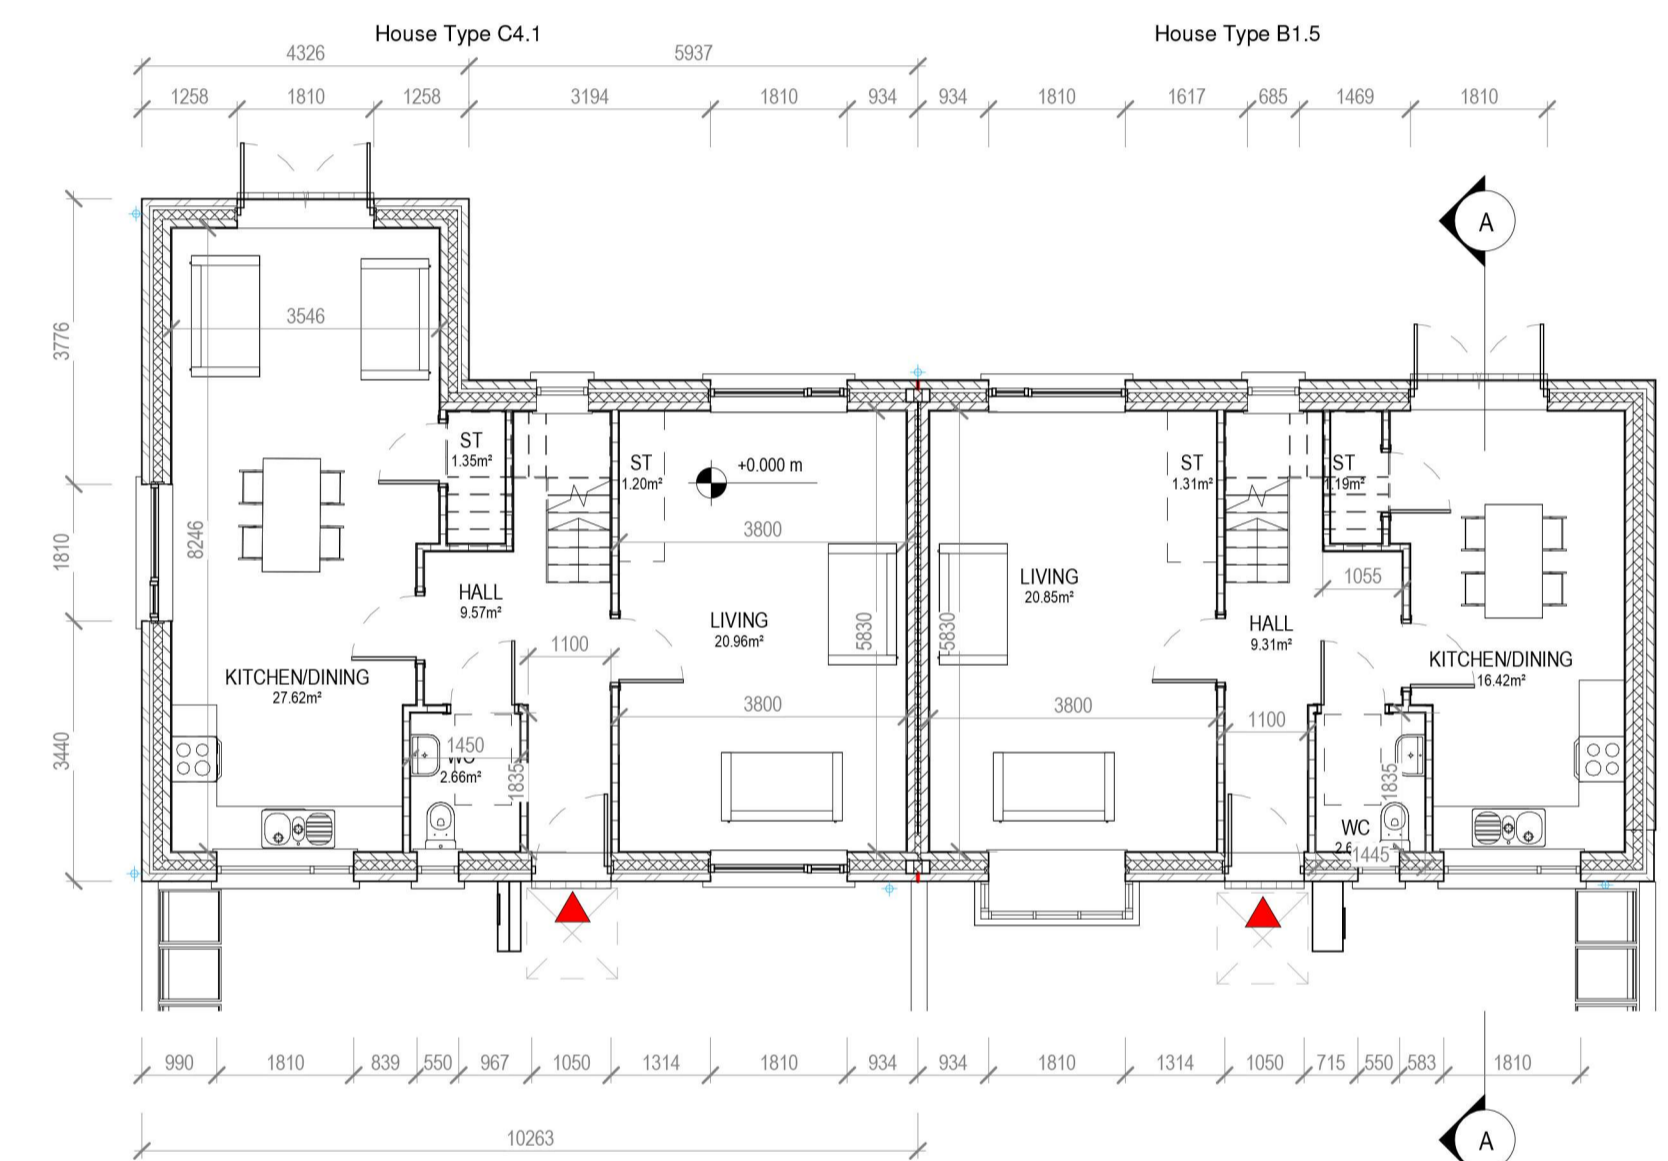 House Type C4.1
House Type B1.5
4326
5937
1258
1810
1258
3194
1810
934
934
1810
1617
685
1469
1810
A
3776
1810
3440
3546
8246
ST
1.35m²
ST
1.20m²
+0.000 m
3800
HALL
9.57m²
LIVING
20.96m²
5830
1100
KITCHEN/DINING
27.62m²
3800
1450
WC
2.66m²
1835
ST
1.31m²
ST
1.19m²
LIVING
20.85m²
5830
1055
HALL
9.31m²
KITCHEN/DINING
16.42m²
3800
1100
1835
WC
1445
990
1810
839
550
967
1050
1314
1810
934
934
1810
1314
1050
715
550
583
1810
10263
A